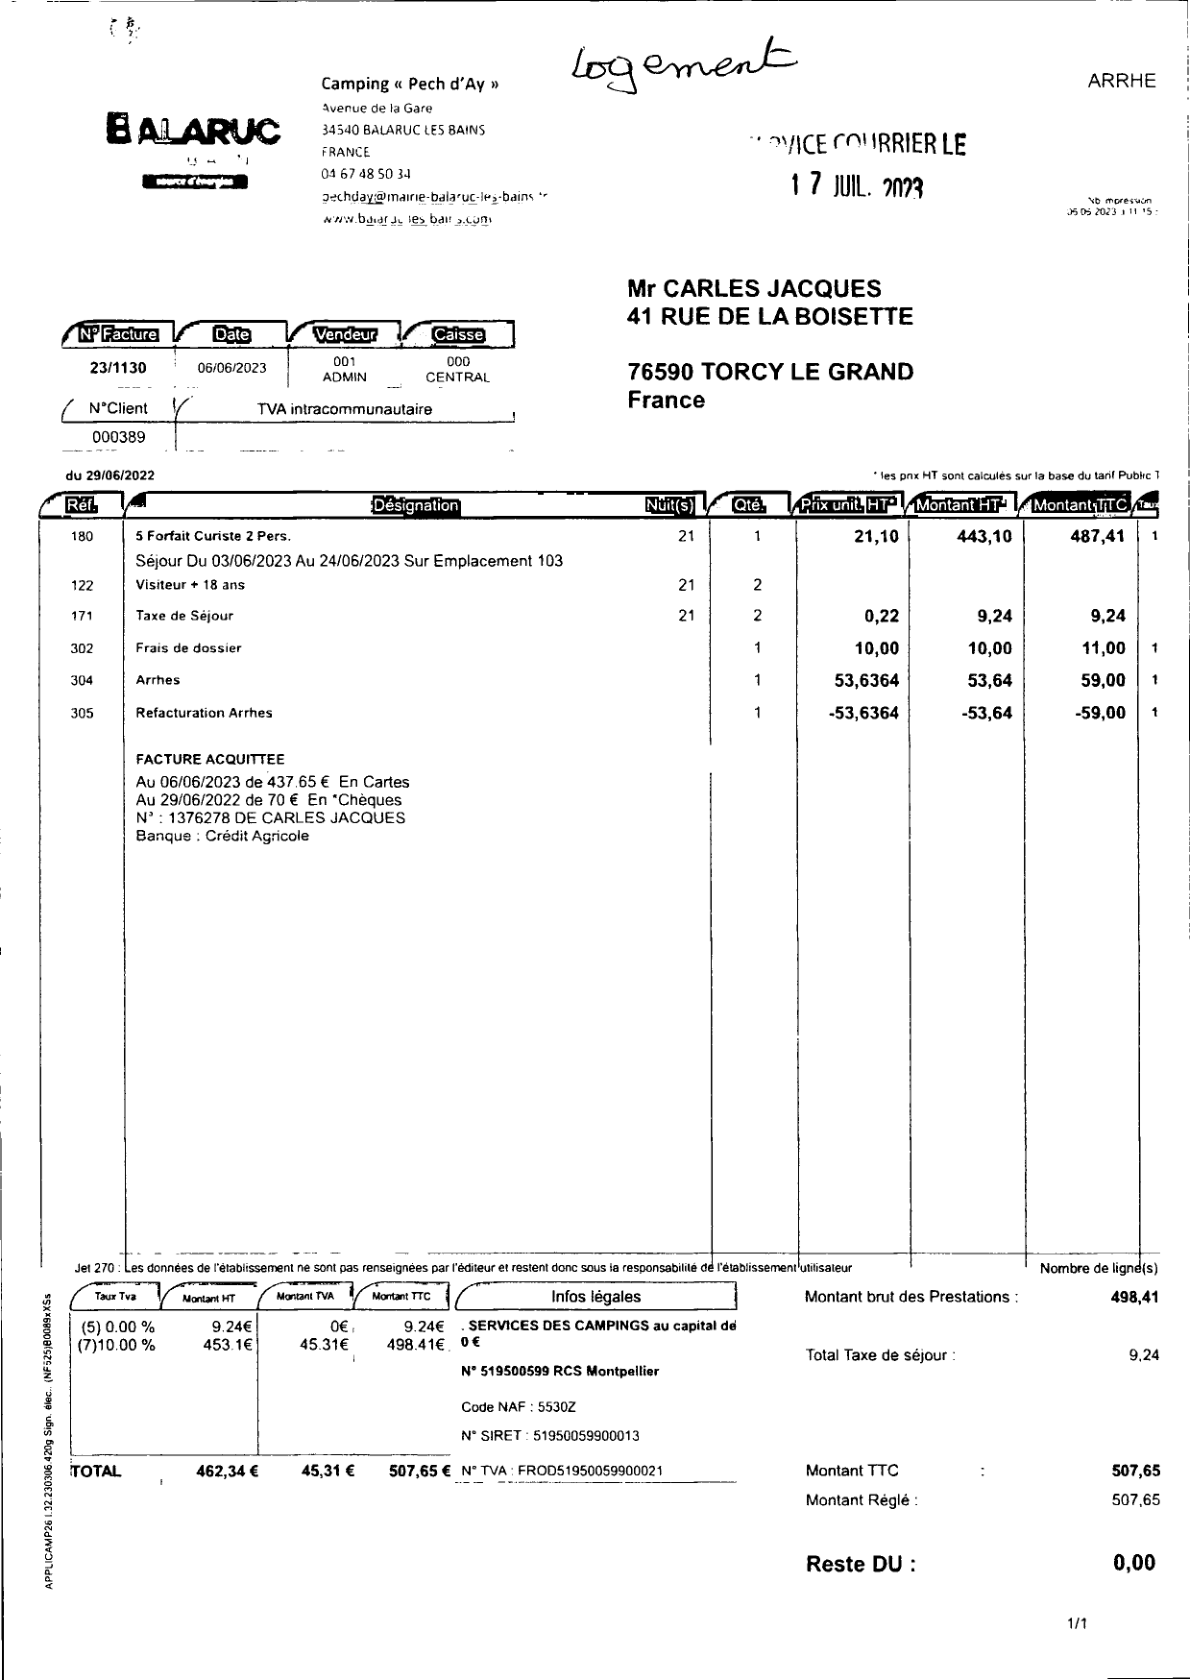 Logement
Camping « Pech d'Ay »
ARRHE
Avenue de la Gare
BALARUC
34540 BALARUC LES BAINS
COURRIER LE
FRANCE
04 67 48 50 34
17 JUIL. 2023
pechday@mairie-balaruc-les-bains
Nb impression
06 06 2023 à 11 15 :
Mr CARLES JACQUES
41 RUE DE LA BOISETTE
76590 TORCY LE GRAND
France
N° Facture Date Vendeur Caisse
23/1130 06/06/2023 001 000
ADMIN CENTRAL
N°Client TVA intracommunautaire
000389
du 29/06/2022
* les prix HT sont calculés sur la base du tarif Public T
Réf. Désignation Nuit(s) Qté. Prix unit. HT* Montant HT* Montant TTC Taux
180 5 Forfait Curiste 2 Pers. 21 1 21,10 443,10 487,41 1
Séjour Du 03/06/2023 Au 24/06/2023 Sur Emplacement 103
122 Visiteur + 18 ans 21 2
171 Taxe de Séjour 21 2 0,22 9,24 9,24
302 Frais de dossier 1 10,00 10,00 11,00 1
304 Arrhes 1 53,6364 53,64 59,00 1
305 Refacturation Arrhes 1 -53,6364 -53,64 -59,00 1
FACTURE ACQUITTEE
Au 06/06/2023 de 437.65 € En Cartes
Au 29/06/2022 de 70 € En *Chèques
N° : 1376278 DE CARLES JACQUES
Banque : Crédit Agricole
Jet 270 : Les données de l'établissement ne sont pas renseignées par l'éditeur et restent donc sous la responsabilité de l'établissement utilisateur
Nombre de ligne(s)
Taux Tva Montant HT Montant TVA Montant TTC Infos légales
Montant brut des Prestations : 498,41
(5) 0.00 % 9.24€ 0€ 9.24€
(7)10.00 % 453.1€ 45.31€ 498.41€
. SERVICES DES CAMPINGS au capital de
0 €
Total Taxe de séjour : 9,24
N° 519500599 RCS Montpellier
Code NAF : 5530Z
N° SIRET : 51950059900013
TOTAL 462,34 € 45,31 € 507,65 € N° TVA : FROD51950059900021
Montant TTC : 507,65
Montant Réglé : 507,65
Reste DU : 0,00
1/1
APPLICAMP26 I.32.230306.420g Sign. élec.. (NF525)B0089xXSs